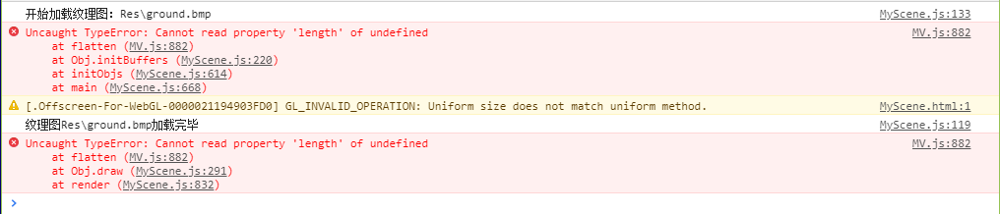 开始加载纹理图：Res\ground.bmp MyScene.js:133
Uncaught TypeError: Cannot read property 'length' of undefined MV.js:882
at flatten (MV.js:882)
at Obj.initBuffers (MyScene.js:220)
at initObjs (MyScene.js:614)
at main (MyScene.js:668)
[.Offscreen-For-WebGL-0000021194903FD0] GL_INVALID_OPERATION: Uniform size does not match uniform method. MyScene.html:1
纹理图Res\ground.bmp加载完毕 MyScene.js:119
Uncaught TypeError: Cannot read property 'length' of undefined MV.js:882
at flatten (MV.js:882)
at Obj.draw (MyScene.js:291)
at render (MyScene.js:832)